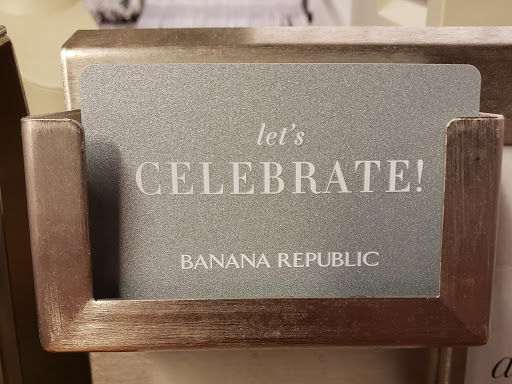 let's
CELEBRATE!
BANANA REPUBLIC
a